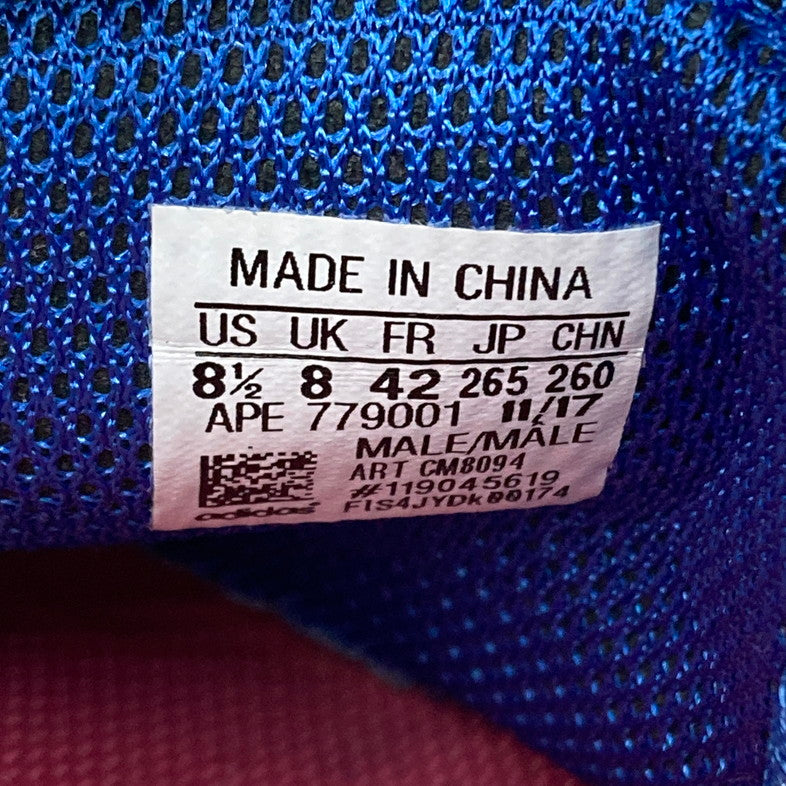 MADE IN CHINA
US UK FR JP CHN
8½ 8 42 265 260
APE 779001 11/17
MALE/MÂLE
ART CM8094
#119045619
FIS4JYDk00174
adidas